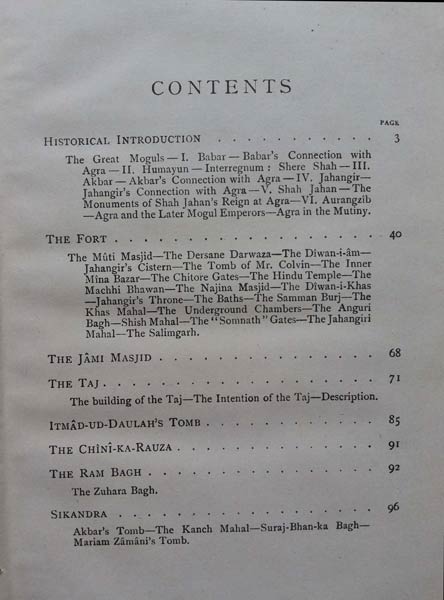 CONTENTS
PAGE
HISTORICAL INTRODUCTION . . . . . . . . . . . 3
The Great Moguls — I. Babar — Babar's Connection with
Agra — II. Humayun — Interregnum : Shere Shah — III.
Akbar — Akbar's Connection with Agra — IV. Jahangir—
Jahangir's Connection with Agra — V. Shah Jahan — The
Monuments of Shah Jahan's Reign at Agra—VI. Aurangzib
—Agra and the Later Mogul Emperors—Agra in the Mutiny.
THE FORT . . . . . . . . . . . . . . . . 40
The Mûti Masjid—The Dersane Darwaza—The Diwan-i-âm—
Jahangir's Cistern—The Tomb of Mr. Colvin—The Inner
Mina Bazar—The Chitore Gates—The Hindu Temple—The
Machhi Bhawan—The Najina Masjid—The Dîwan-i-Khas
—Jahangir's Throne—The Baths—The Samman Burj—The
Khas Mahal—The Underground Chambers—The Anguri
Bagh—Shish Mahal—The "Somnath" Gates—The Jahangiri
Mahal—The Salimgarh.
THE JÂMI MASJID . . . . . . . . . . . . . 68
THE TAJ . . . . . . . . . . . . . . . . 71
The building of the Taj—The Intention of the Taj—Description.
ITMÂD-UD-DAULAH'S TOMB . . . . . . . . . . 85
THE CHÎNÎ-KA-RAUZA . . . . . . . . . . . . 91
THE RAM BAGH . . . . . . . . . . . . . . 92
The Zuhara Bagh.
SIKANDRA . . . . . . . . . . . . . . . . 96
Akbar's Tomb—The Kanch Mahal—Suraj-Bhan-ka Bagh—
Mariam Zâmâni's Tomb.